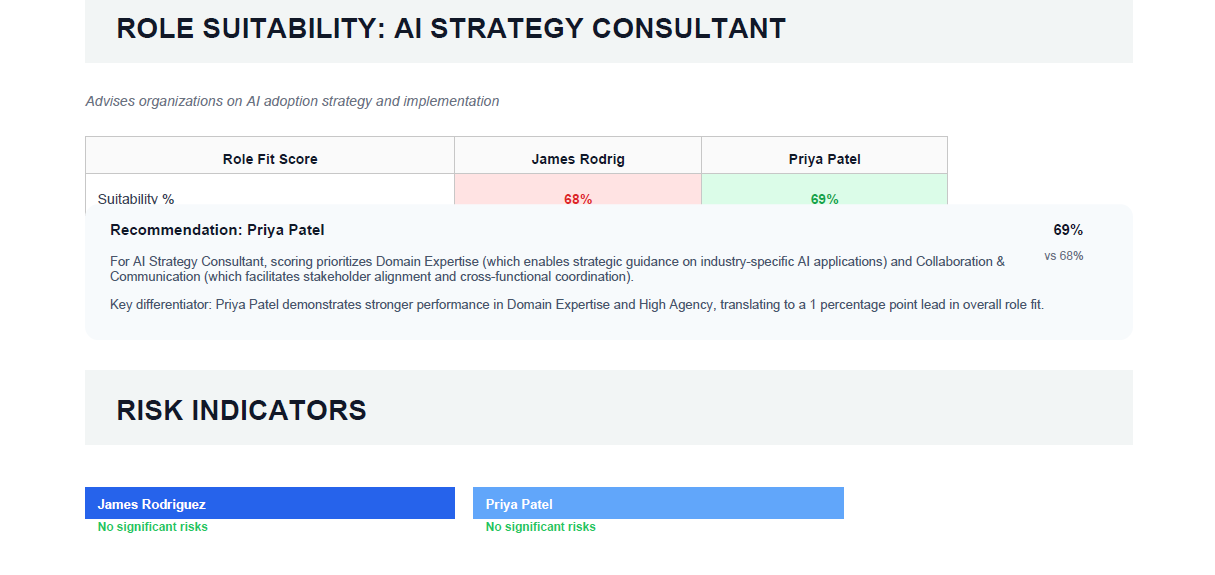 ROLE SUITABILITY: AI STRATEGY CONSULTANT
Advises organizations on AI adoption strategy and implementation
Role Fit Score James Rodrig Priya Patel
Suitability % 68% 69%
Recommendation: Priya Patel 69%
For AI Strategy Consultant, scoring prioritizes Domain Expertise (which enables strategic guidance on industry-specific AI applications) and Collaboration & vs 68%
Communication (which facilitates stakeholder alignment and cross-functional coordination).
Key differentiator: Priya Patel demonstrates stronger performance in Domain Expertise and High Agency, translating to a 1 percentage point lead in overall role fit.
RISK INDICATORS
James Rodriguez Priya Patel
No significant risks No significant risks